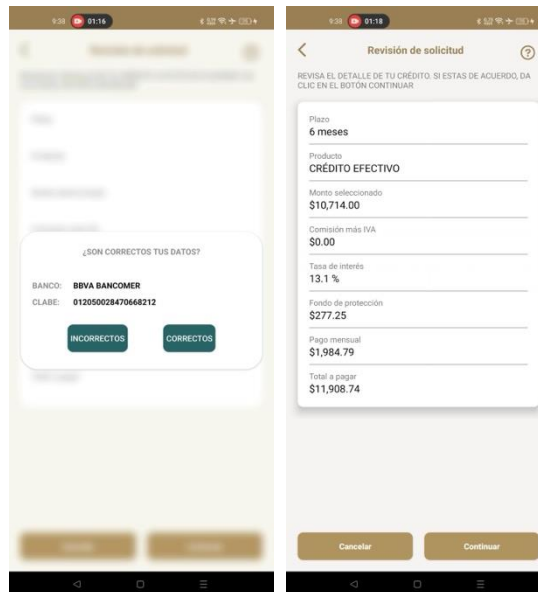 9:38 01:16
¿SON CORRECTOS TUS DATOS?
BANCO: BBVA BANCOMER
CLABE: 012050028470668212
INCORRECTOS CORRECTOS
9:38 01:18
Revisión de solicitud
?
REVISA EL DETALLE DE TU CRÉDITO. SI ESTAS DE ACUERDO, DA
CLIC EN EL BOTÓN CONTINUAR
Plazo
6 meses
Producto
CRÉDITO EFECTIVO
Monto seleccionado
$10,714.00
Comisión más IVA
$0.00
Tasa de interés
13.1 %
Fondo de protección
$277.25
Pago mensual
$1,984.79
Total a pagar
$11,908.74
Cancelar Continuar